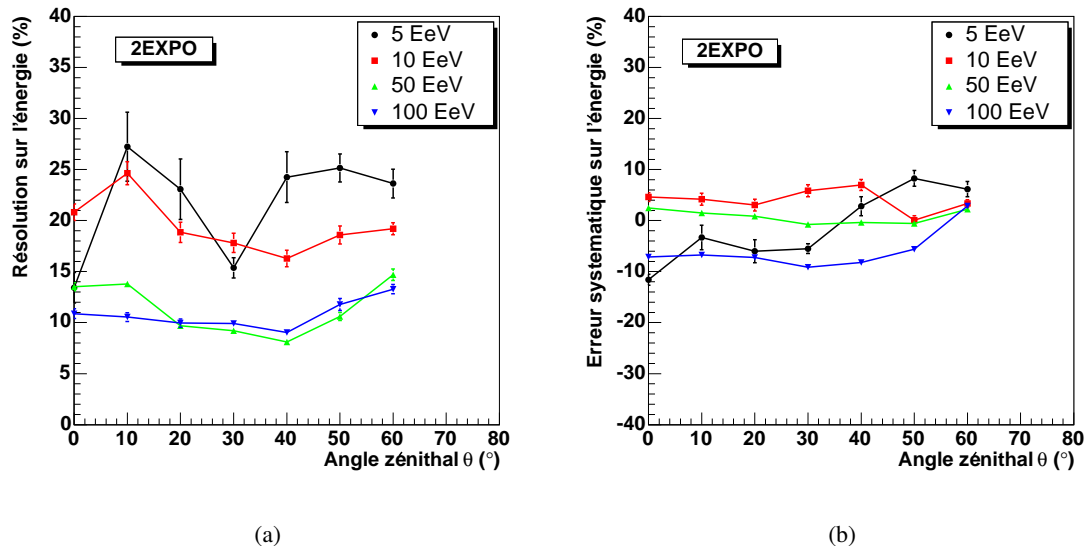 40
35
30
25
20
15
10
5
0
Résolution sur l'énergie (%)
2EXPO
5 EeV
10 EeV
50 EeV
100 EeV
0 10 20 30 40 50 60 70 80
Angle zénithal θ (°)
(a)
40
30
20
10
0
-10
-20
-30
-40
Erreur systematique sur l'énergie (%)
2EXPO
5 EeV
10 EeV
50 EeV
100 EeV
0 10 20 30 40 50 60 70 80
Angle zénithal θ (°)
(b)